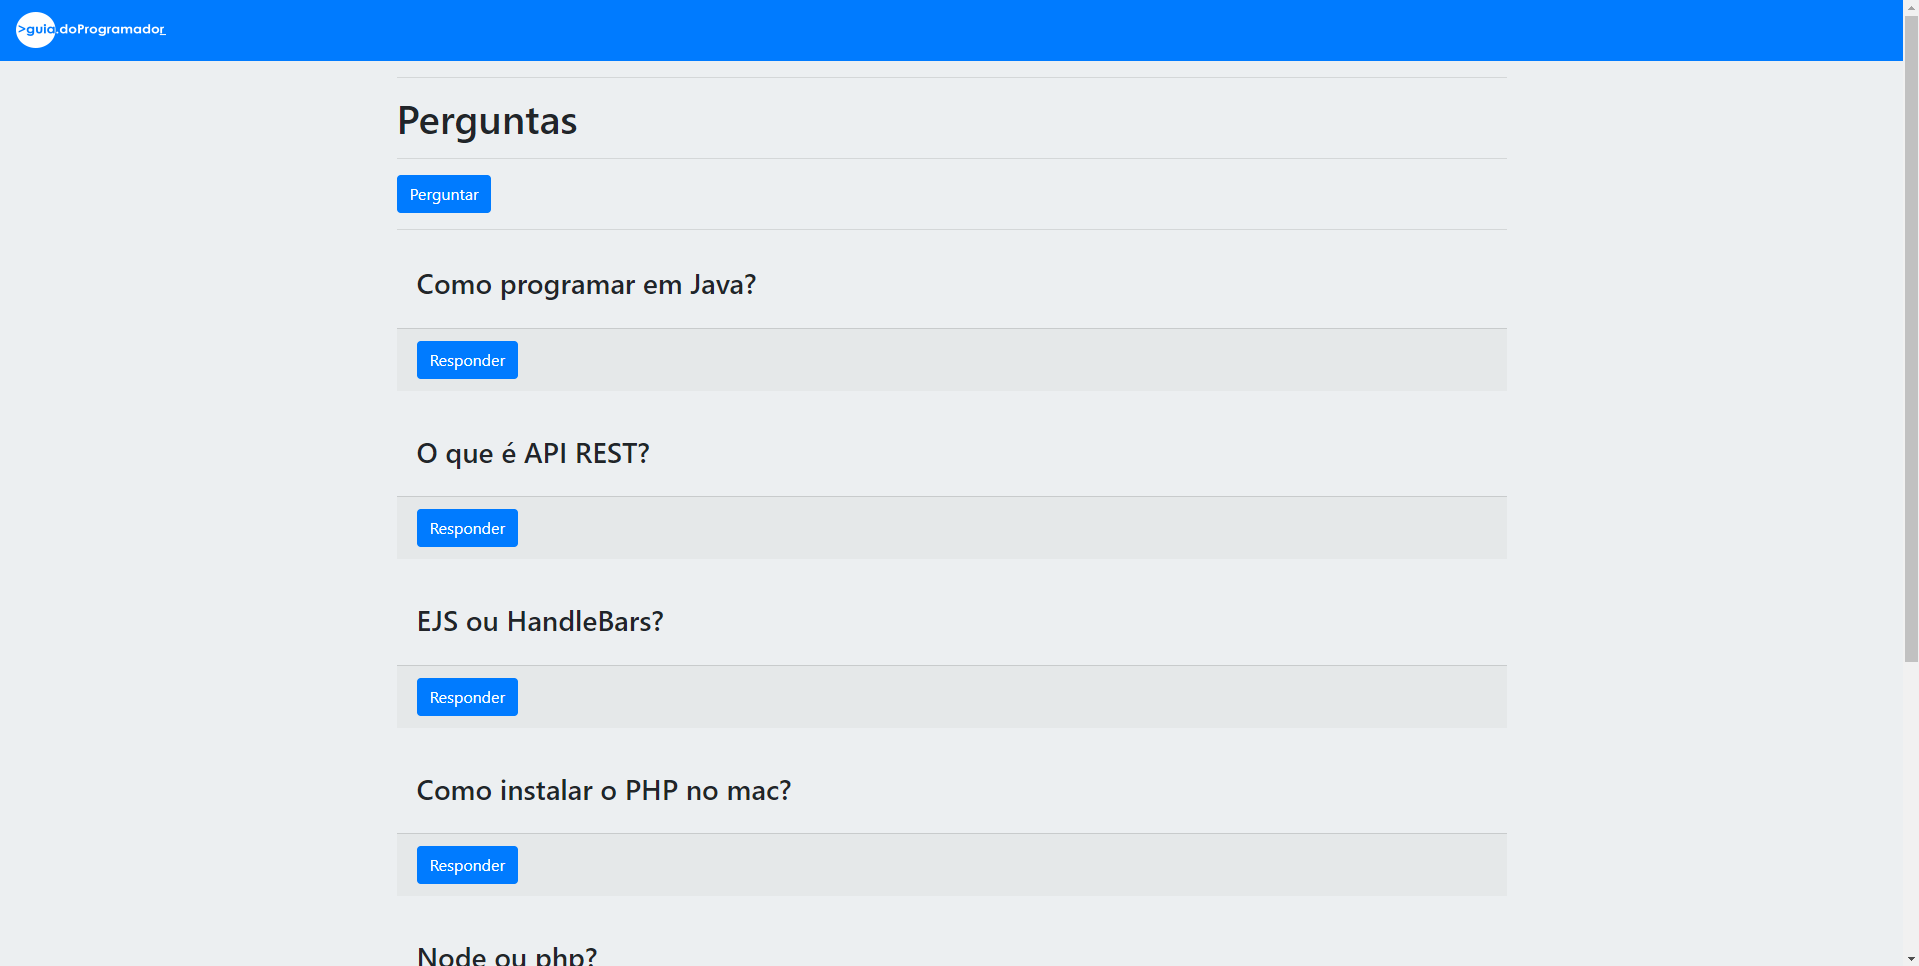 >guia.doProgramador_
Perguntas
Perguntar
Como programar em Java?
Responder
O que é API REST?
Responder
EJS ou HandleBars?
Responder
Como instalar o PHP no mac?
Responder
Node ou php?